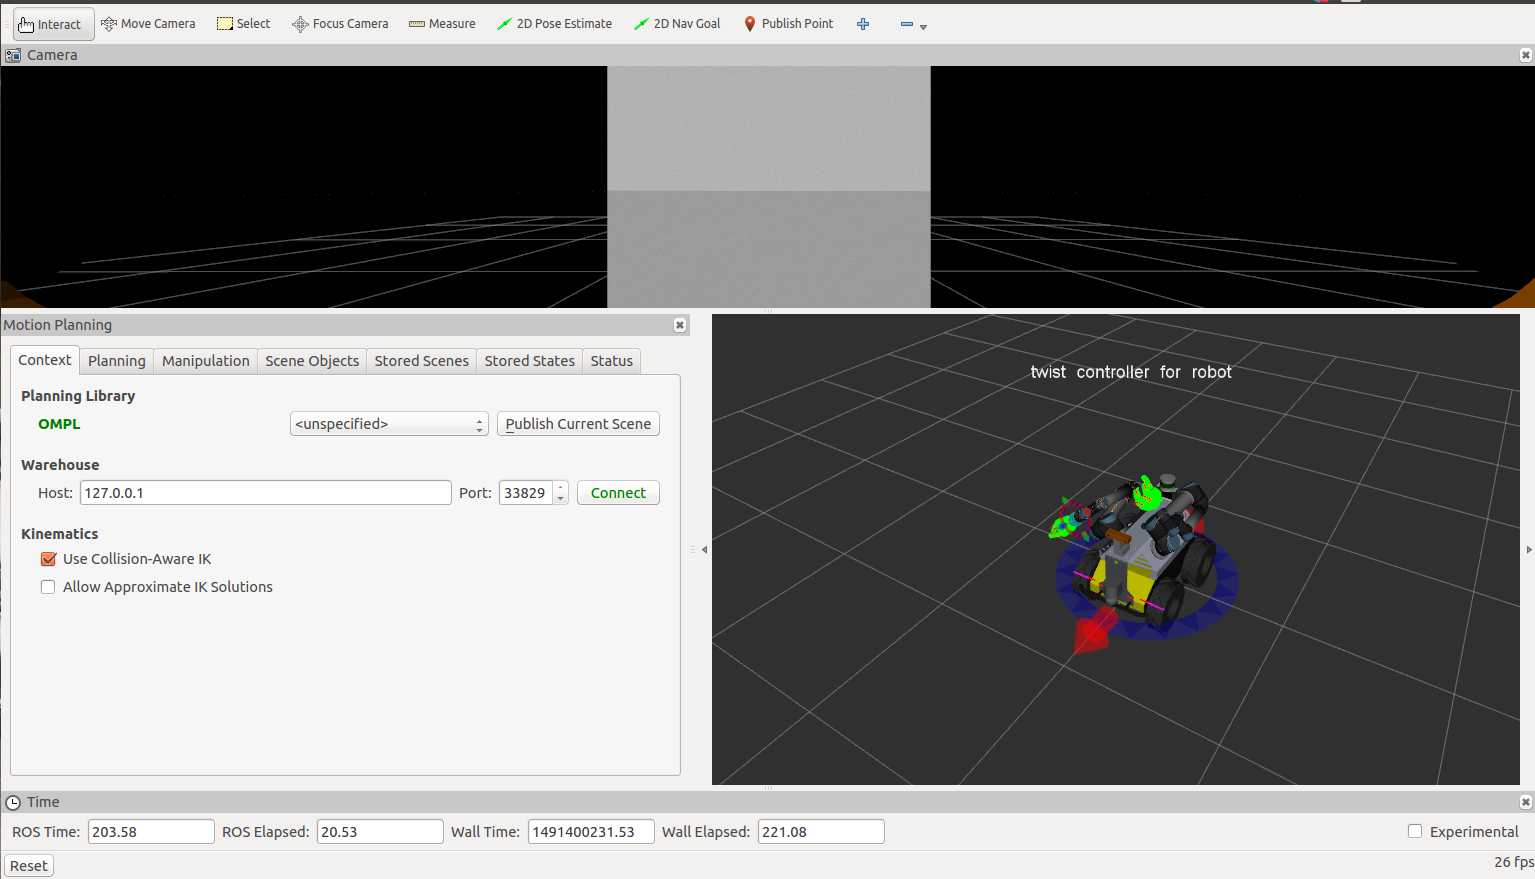 Interact Move Camera Select Focus Camera Measure 2D Pose Estimate 2D Nav Goal Publish Point
Camera
Motion Planning
Context Planning Manipulation Scene Objects Stored Scenes Stored States Status
Planning Library
OMPL <unspecified> Publish Current Scene
Warehouse
Host: 127.0.0.1 Port: 33829 Connect
Kinematics
Use Collision-Aware IK
Allow Approximate IK Solutions
twist controller for robot
Time
ROS Time: 203.58 ROS Elapsed: 20.53 Wall Time: 1491400231.53 Wall Elapsed: 221.08 Experimental
Reset 26 fps